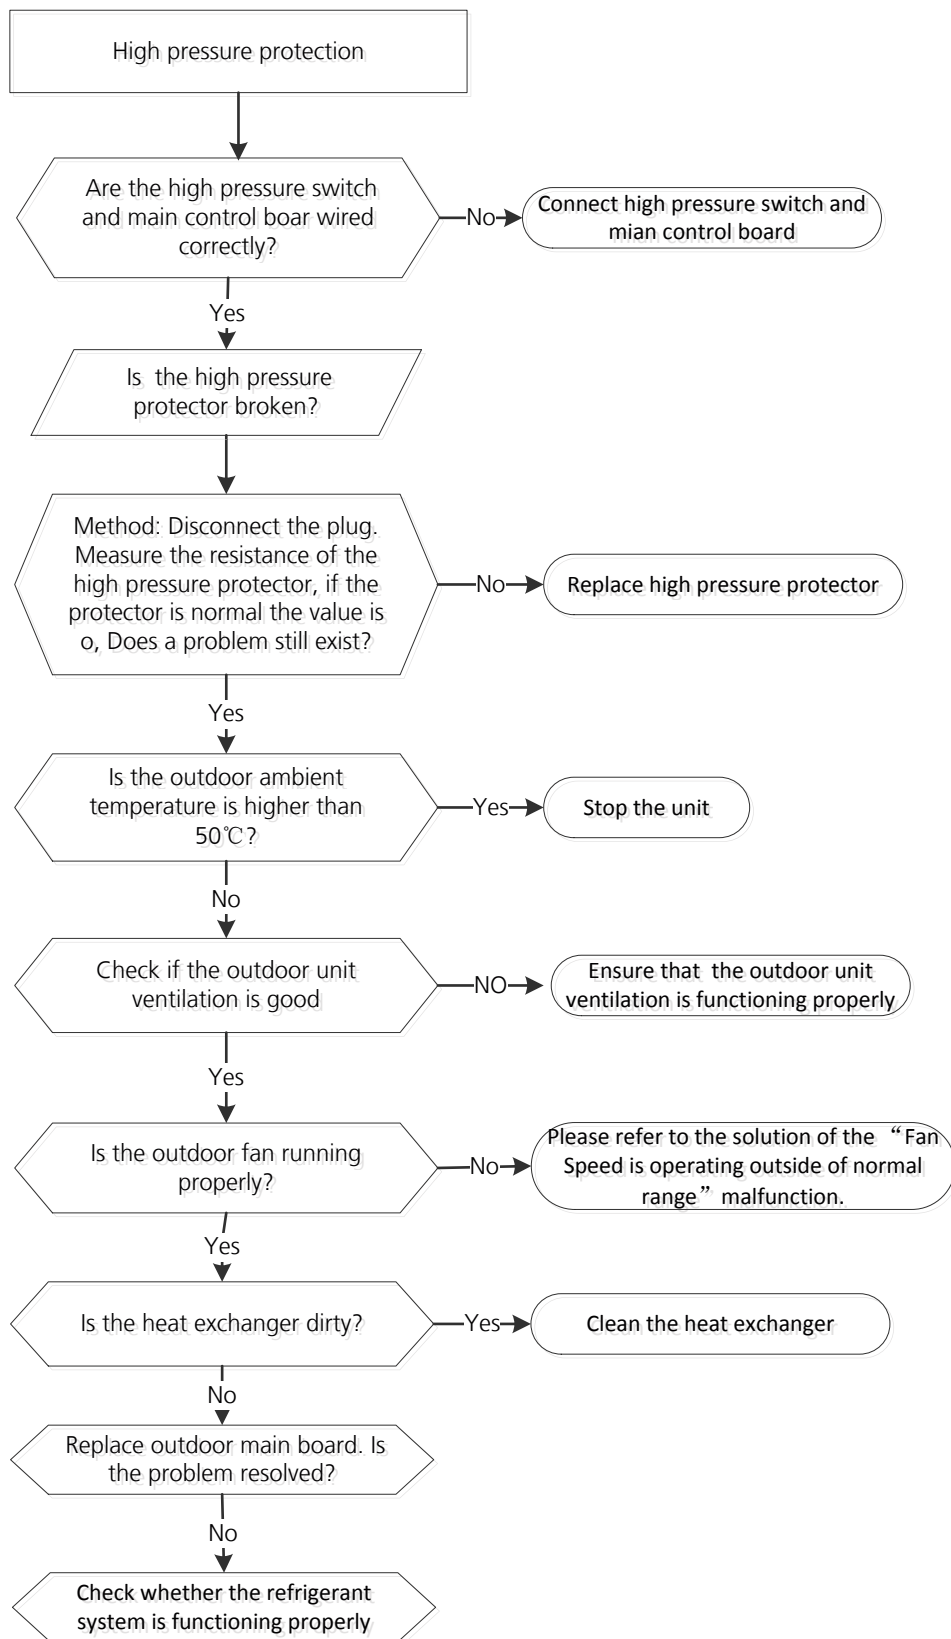 High pressure protection
Are the high pressure switch
and main control boar wired
correctly?
No
Connect high pressure switch and
mian control board
Yes
Is the high pressure
protector broken?
Method: Disconnect the plug.
Measure the resistance of the
high pressure protector, if the
protector is normal the value is
o, Does a problem still exist?
No
Replace high pressure protector
Yes
Is the outdoor ambient
temperature is higher than
50℃?
Yes
Stop the unit
No
Check if the outdoor unit
ventilation is good
NO
Ensure that the outdoor unit
ventilation is functioning properly
Yes
Is the outdoor fan running
properly?
No
Please refer to the solution of the “Fan
Speed is operating outside of normal
range” malfunction.
Yes
Is the heat exchanger dirty?
Yes
Clean the heat exchanger
No
Replace outdoor main board. Is
the problem resolved?
No
Check whether the refrigerant
system is functioning properly